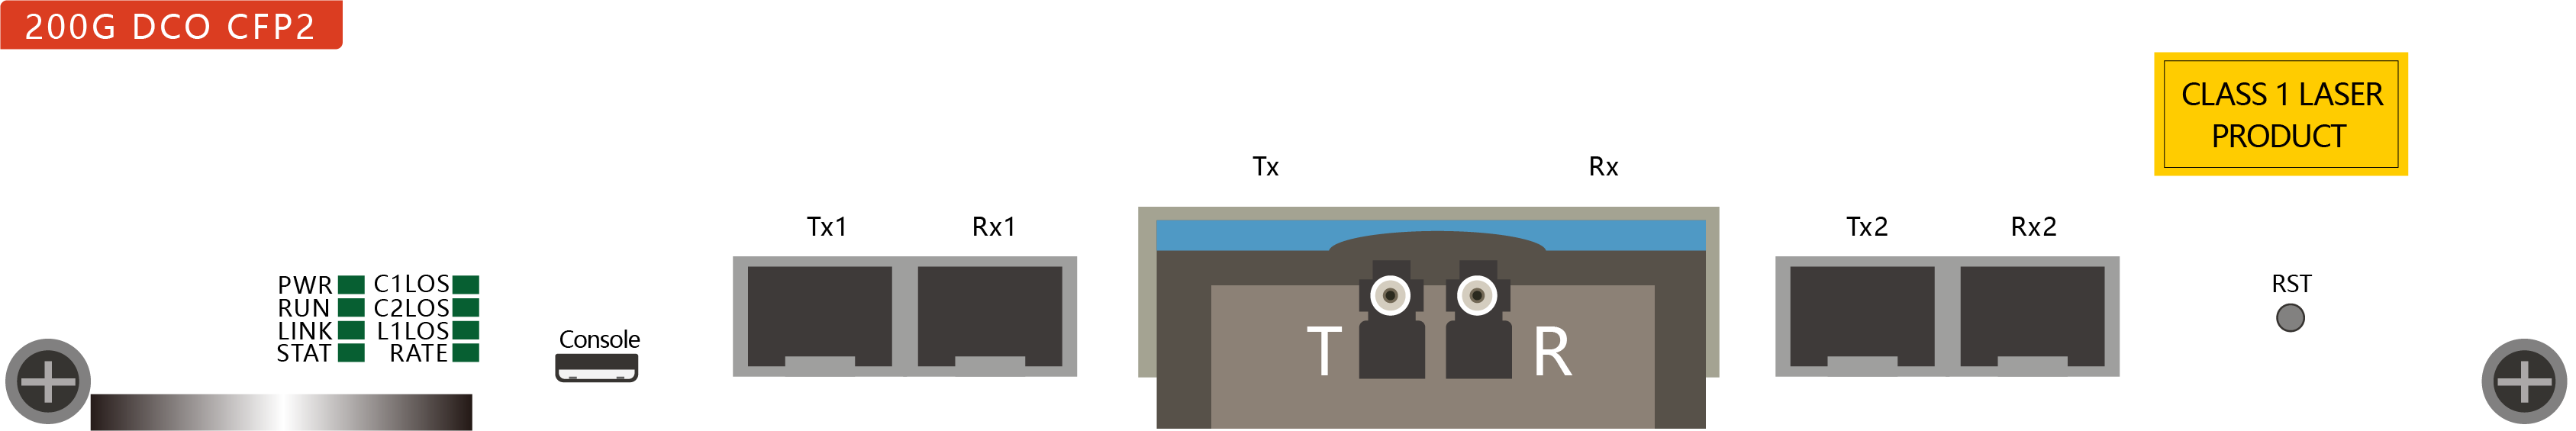 200G DCO CFP2
CLASS 1 LASER
PRODUCT
Tx Rx
Tx1 Rx1
Tx2 Rx2
PWR C1LOS
RUN C2LOS
LINK L1LOS
STAT RATE
Console
T R
RST